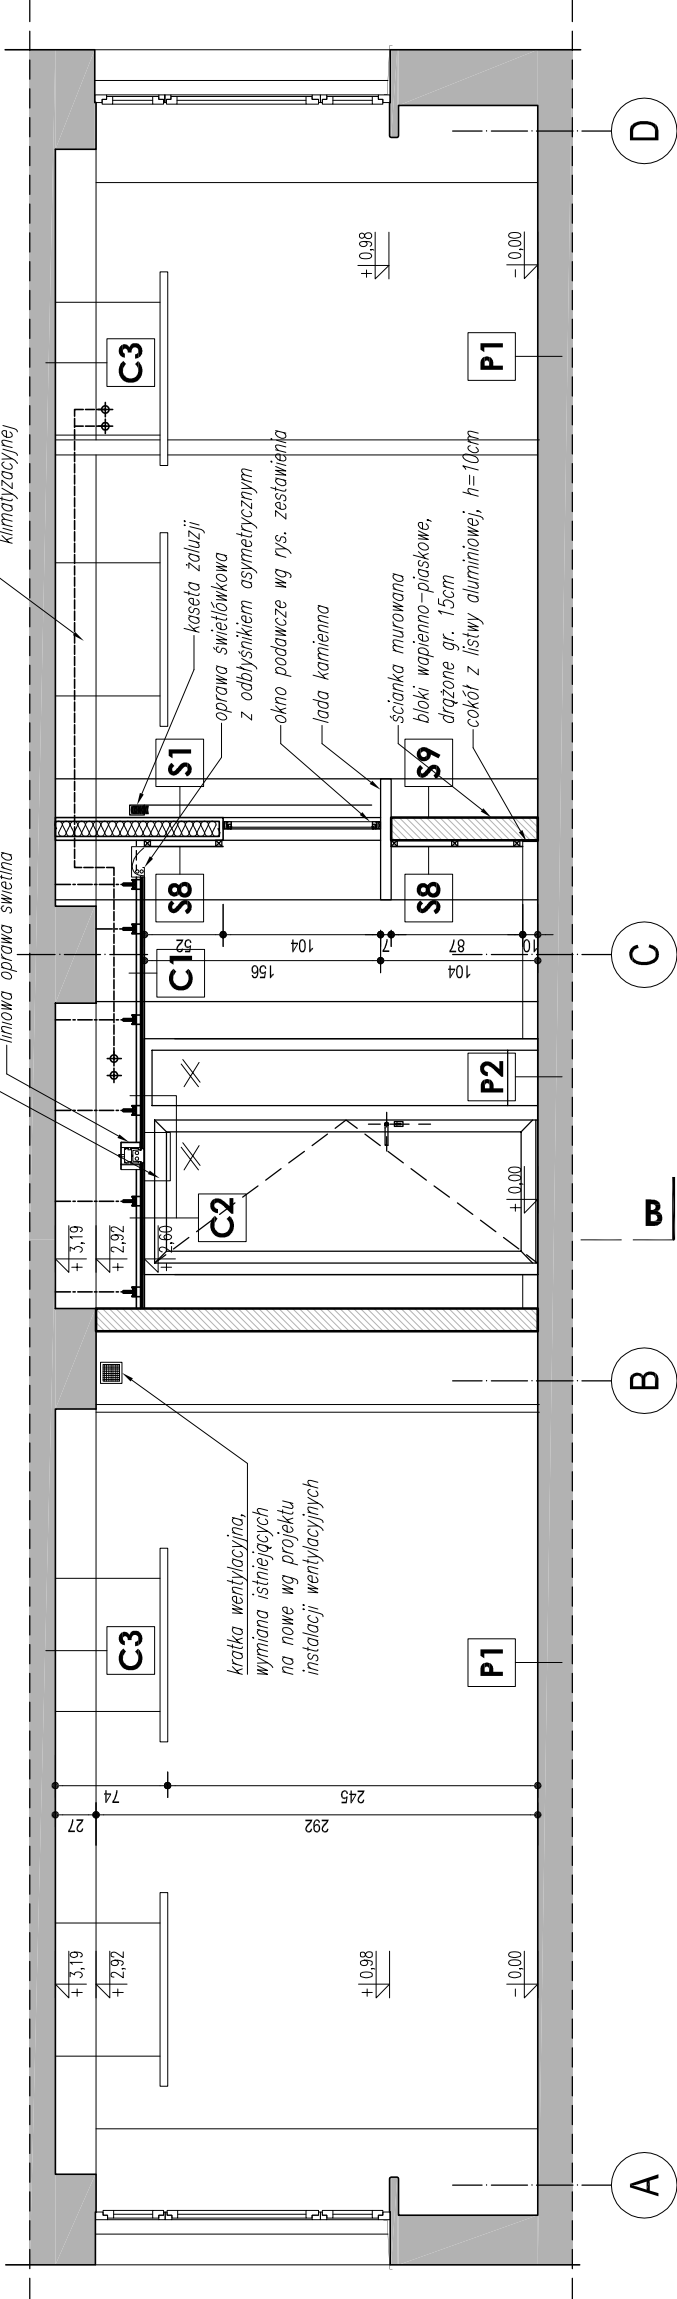 klimatyzacyjnej
liniowa oprawa świetlna
kaseta żaluzji
oprawa świetlówkowa
z odbłyśnikiem asymetrycznym
okno podawcze wg rys. zestawienia
lada kamienna
ścianka murowana
bloki wapienno-piaskowe,
drążone gr. 15cm
cokół z listwy aluminiowej, h=10cm
kratka wentylacyjna,
wymiana istniejących
na nowe wg projektu
instalacji wentylacyjnych
C3
C3
S1
S9
S8
S8
C1
C2
P1
P2
P1
+ 3,19
+ 2,92
+ 0,98
- 0,00
+ 3,19
+ 2,92
+ 2,60
+ 0,00
+ 0,98
- 0,00
27
74
292
245
52
104
7
87
10
156
104
A
B
B
C
D